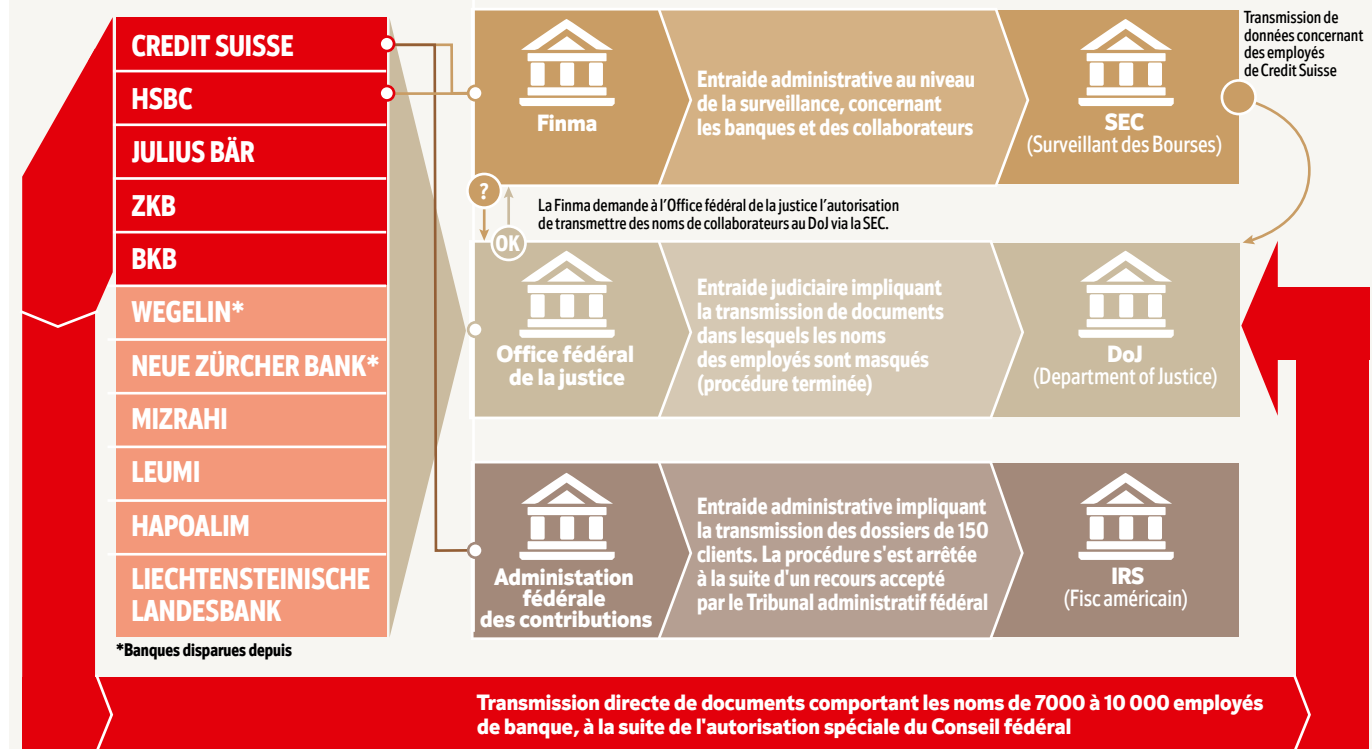 CREDIT SUISSE
HSBC
JULIUS BÄR
ZKB
BKB
WEGELIN*
NEUE ZÜRCHER BANK*
MIZRAHI
LEUMI
HAPOALIM
LIECHTENSTEINISCHE
LANDESBANK
*Banques disparues depuis
Finma
Entraide administrative au niveau
de la surveillance, concernant
les banques et des collaborateurs
SEC
(Surveillant des Bourses)
Transmission de
données concernant
des employés
de Credit Suisse
?
OK
La Finma demande à l'Office fédéral de la justice l'autorisation
de transmettre des noms de collaborateurs au DoJ via la SEC.
Office fédéral
de la justice
Entraide judiciaire impliquant
la transmission de documents
dans lesquels les noms
des employés sont masqués
(procédure terminée)
DoJ
(Department of Justice)
Administation
fédérale
des contributions
Entraide administrative impliquant
la transmission des dossiers de 150
clients. La procédure s'est arrêtée
à la suite d'un recours accepté
par le Tribunal administratif fédéral
IRS
(Fisc américain)
Transmission directe de documents comportant les noms de 7000 à 10 000 employés
de banque, à la suite de l'autorisation spéciale du Conseil fédéral